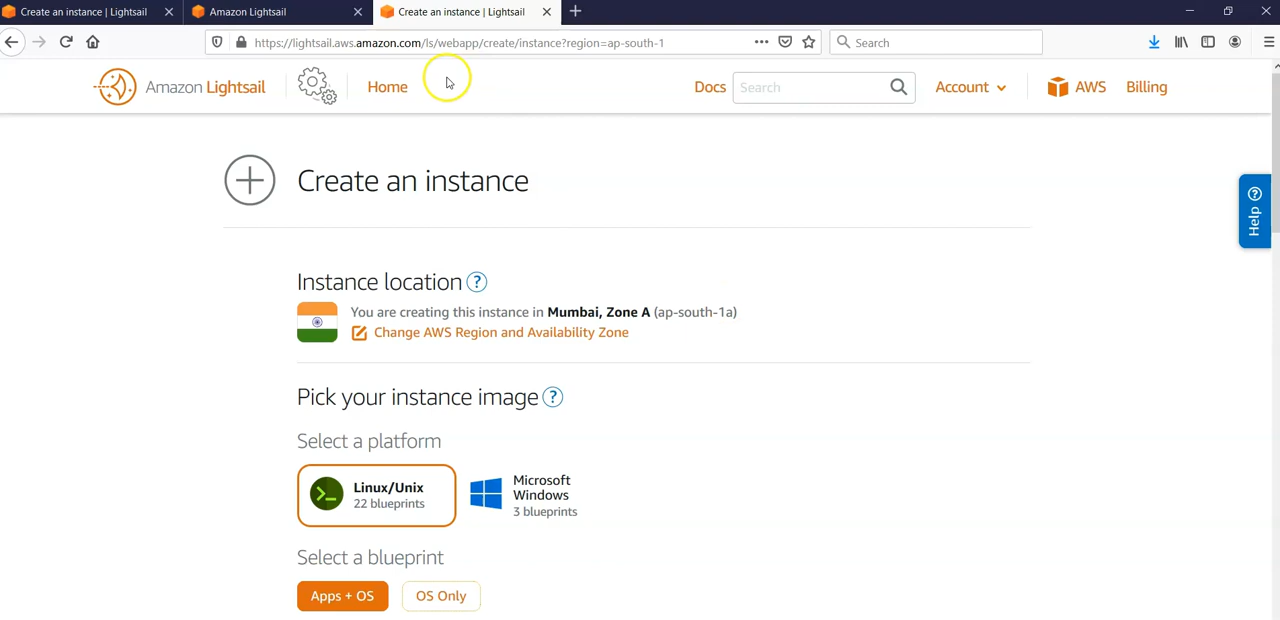 Create an instance | Lightsail
Amazon Lightsail
Create an instance | Lightsail
https://lightsail.aws.amazon.com/ls/webapp/create/instance?region=ap-south-1
Search
Amazon Lightsail
Home
Docs
Search
Account
AWS
Billing
Create an instance
Help
Instance location
You are creating this instance in Mumbai, Zone A (ap-south-1a)
Change AWS Region and Availability Zone
Pick your instance image
Select a platform
Linux/Unix
22 blueprints
Microsoft
Windows
3 blueprints
Select a blueprint
Apps + OS
OS Only